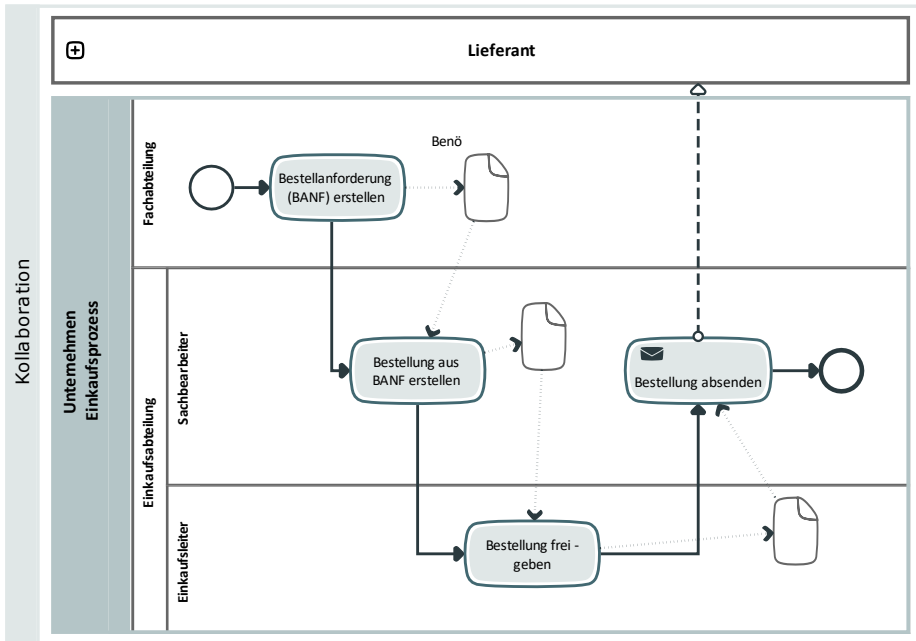 Kollaboration
Lieferant
Unternehmen
Einkaufsprozess
Fachabteilung
Benö
Bestellanforderung
(BANF) erstellen
Einkaufsabteilung
Sachbearbeiter
Bestellung aus
BANF erstellen
Bestellung absenden
Einkaufsleiter
Bestellung frei -
geben